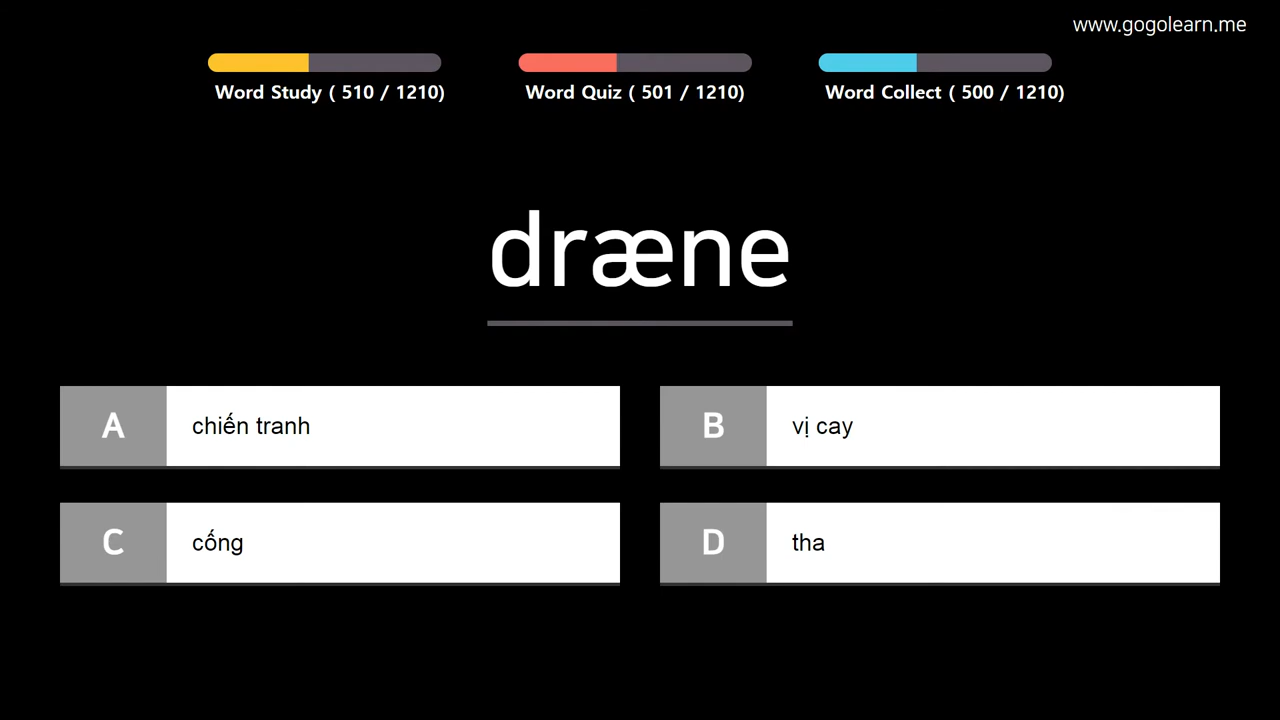 www.gogolearn.me
Word Study ( 510 / 1210)
Word Quiz ( 501 / 1210)
Word Collect ( 500 / 1210)
dræne
A chiến tranh
B vị cay
C cống
D tha